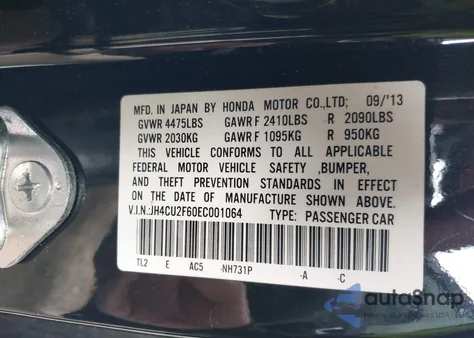 MFD. IN JAPAN BY HONDA MOTOR CO.,LTD. 09/'13
GVWR 4475LBS GAWR F 2410LBS R 2090LBS
GVWR 2030KG GAWR F 1095KG R 950KG
THIS VEHICLE CONFORMS TO ALL APPLICABLE
FEDERAL MOTOR VEHICLE SAFETY ,BUMPER,
AND THEFT PREVENTION STANDARDS IN EFFECT
ON THE DATE OF MANUFACTURE SHOWN ABOVE.
V.I.N.:JH4CU2F60EC001064 TYPE: PASSENGER CAR
TL2 E AC5 -NH731P -A -C
autoSnap